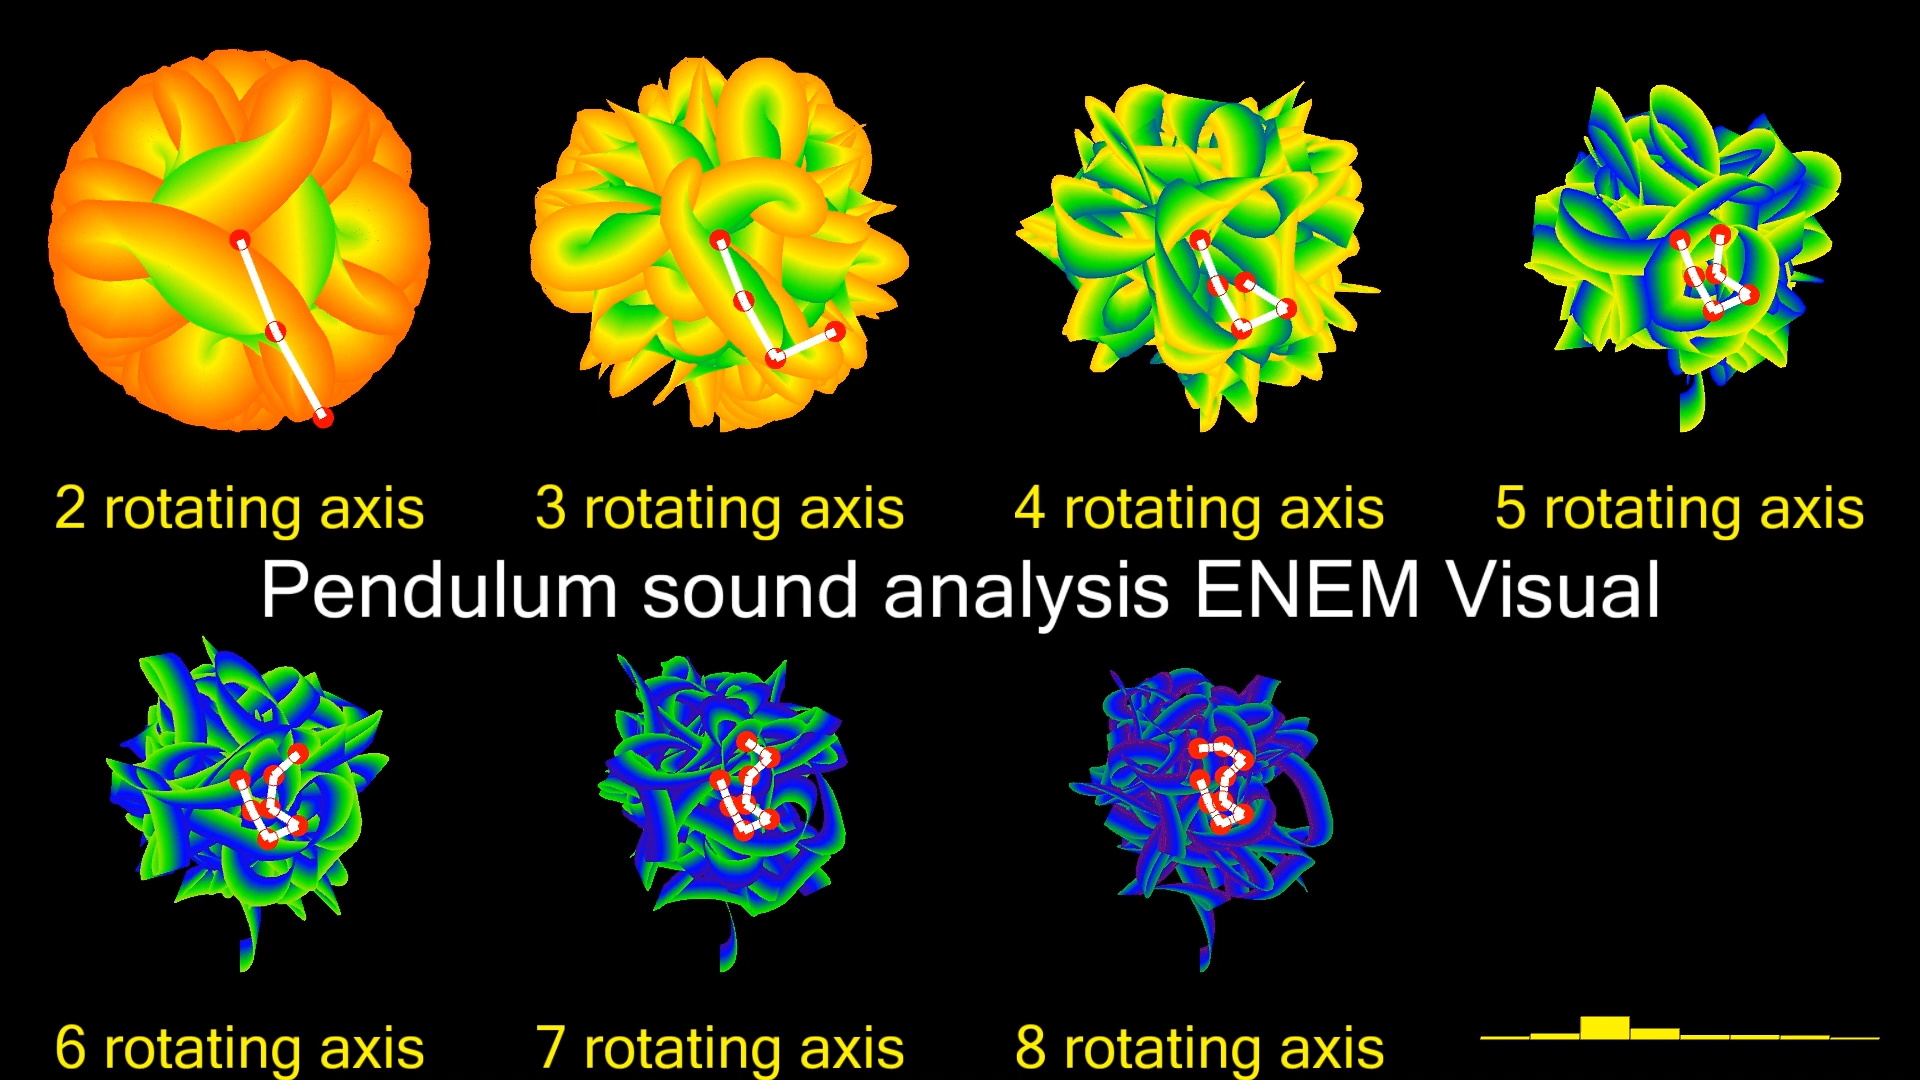 2 rotating axis
3 rotating axis
4 rotating axis
5 rotating axis
Pendulum sound analysis ENEM Visual
6 rotating axis
7 rotating axis
8 rotating axis